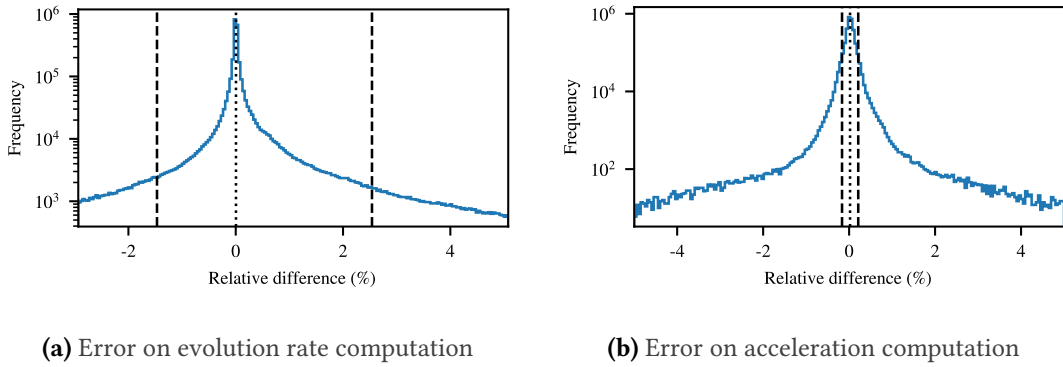 10^6
10^5
10^4
10^3
Frequency
-2 0 2 4
Relative difference (%)
(a) Error on evolution rate computation
10^6
10^4
10^2
Frequency
-4 -2 0 2 4
Relative difference (%)
(b) Error on acceleration computation